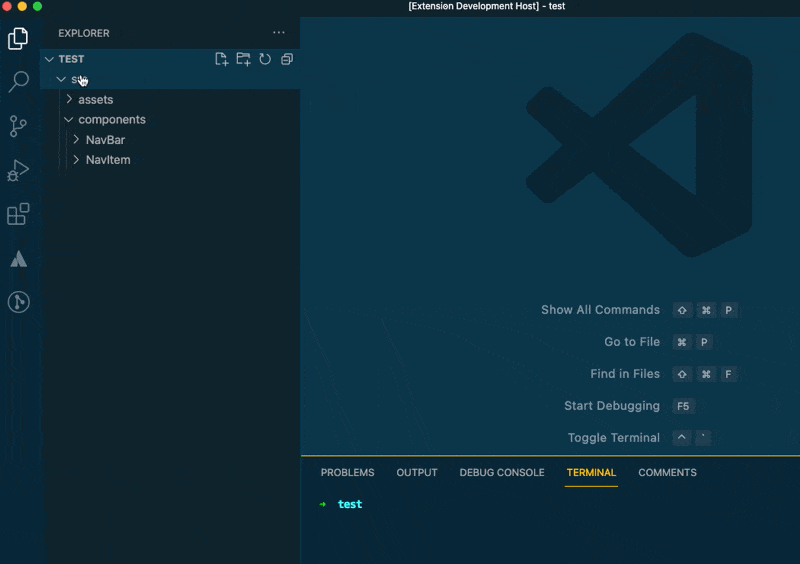 [Extension Development Host] - test
EXPLORER
TEST
assets
components
NavBar
NavItem
Show All Commands ⇧ ⌘ P
Go to File ⌘ P
Find in Files ⇧ ⌘ F
Start Debugging F5
Toggle Terminal ^ `
PROBLEMS OUTPUT DEBUG CONSOLE TERMINAL COMMENTS
➜ test